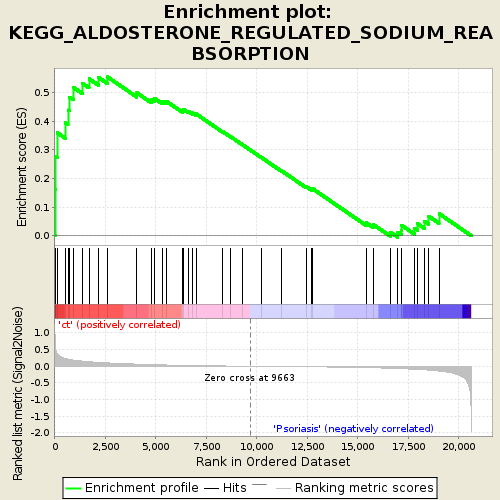 Enrichment plot:
KEGG_ALDOSTERONE_REGULATED_SODIUM_REA
BSORPTION
Enrichment score (ES)
0.5
0.4
0.3
0.2
0.1
0.0
'ct' (positively correlated)
Ranked list metric (Signal2Noise)
1.0
0.5
0.0
-0.5
-1.0
-1.5
-2.0
Zero cross at 9663
'Psoriasis' (negatively correlated)
0 2,500 5,000 7,500 10,000 12,500 15,000 17,500 20,000
Rank in Ordered Dataset
Enrichment profile Hits Ranking metric scores